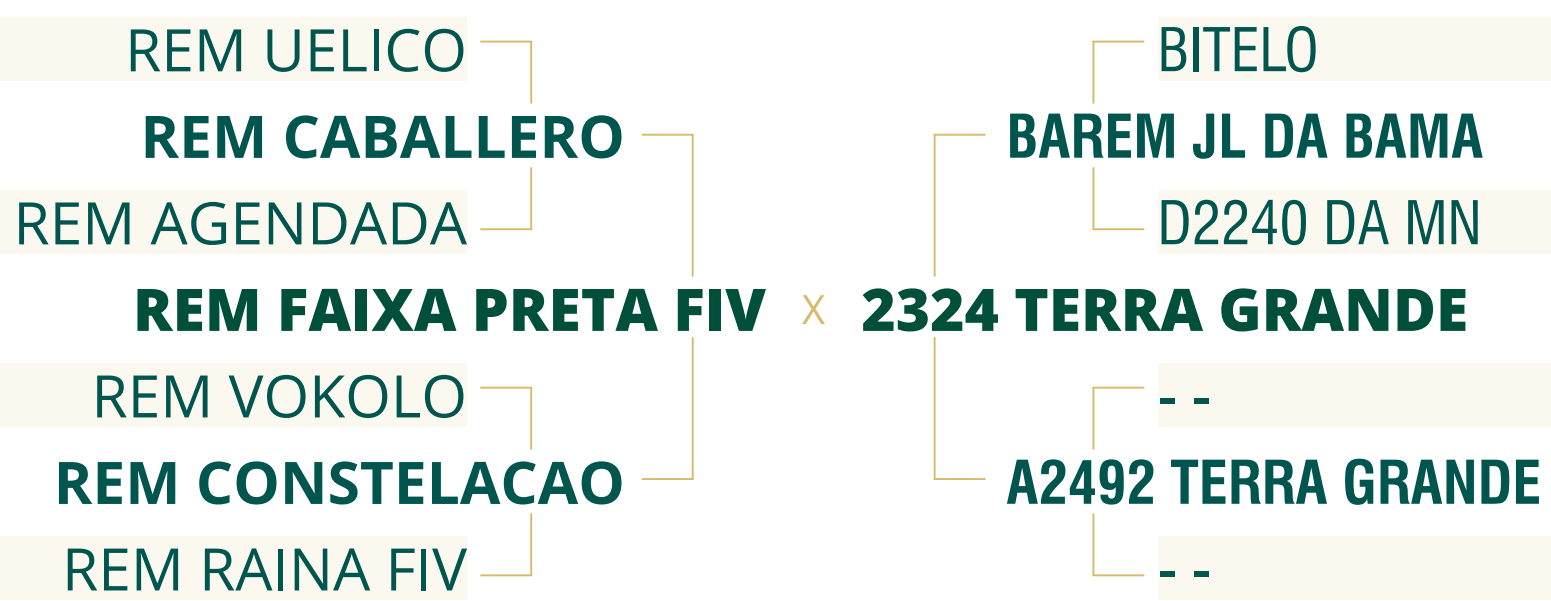 REM UELICO
BITELO
REM CABALLERO
BAREM JL DA BAMA
REM AGENDADA
D2240 DA MN
REM FAIXA PRETA FIV x 2324 TERRA GRANDE
REM VOKOLO
- -
REM CONSTELACAO
A2492 TERRA GRANDE
REM RAINA FIV
- -